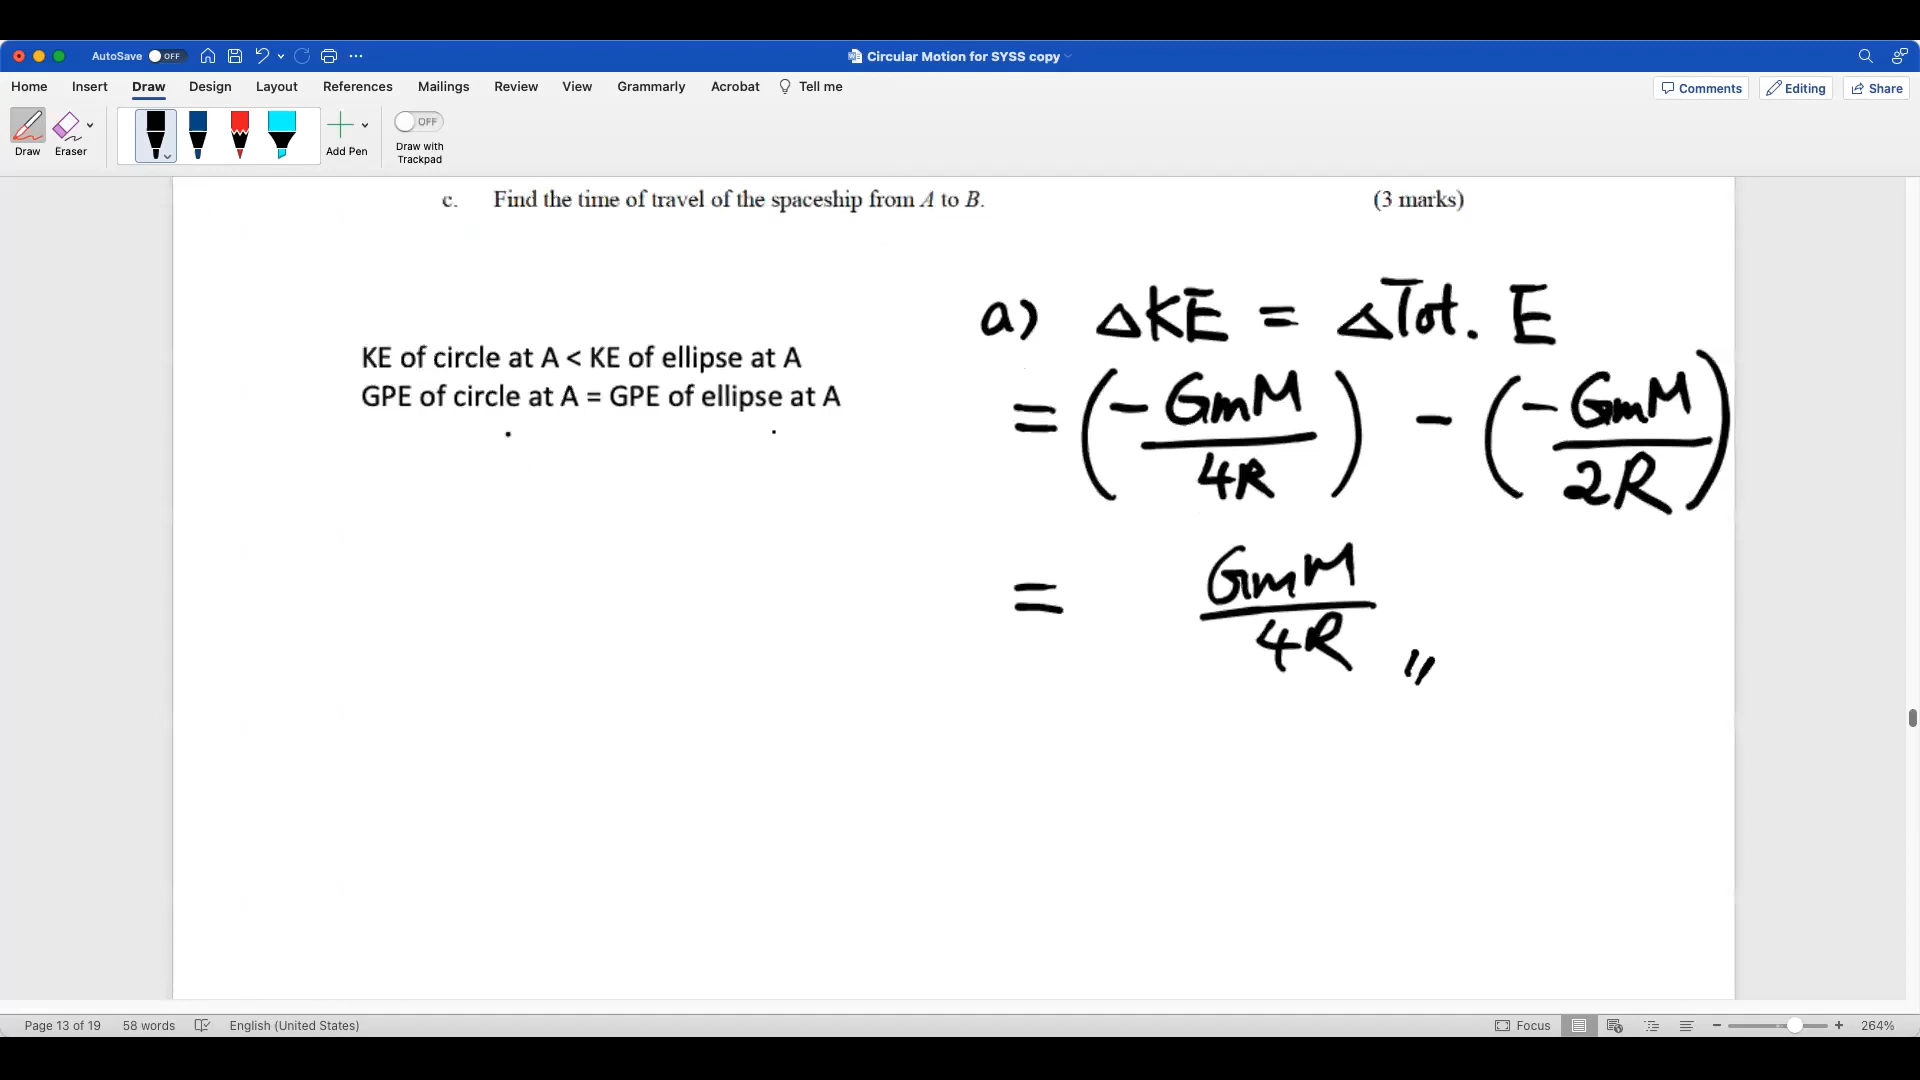 AutoSave OFF
Circular Motion for SYSS copy
Home Insert Draw Design Layout References Mailings Review View Grammarly Acrobat Tell me
Comments Editing Share
OFF
Draw Eraser Add Pen Draw with Trackpad
c. Find the time of travel of the spaceship from A to B. (3 marks)
KE of circle at A < KE of ellipse at A
GPE of circle at A = GPE of ellipse at A
a) ΔKE = ΔTot. E
= (-GmM/4R) - (-GmM/2R)
= GmM/4R "
Page 13 of 19 58 words English (United States) Focus 264%